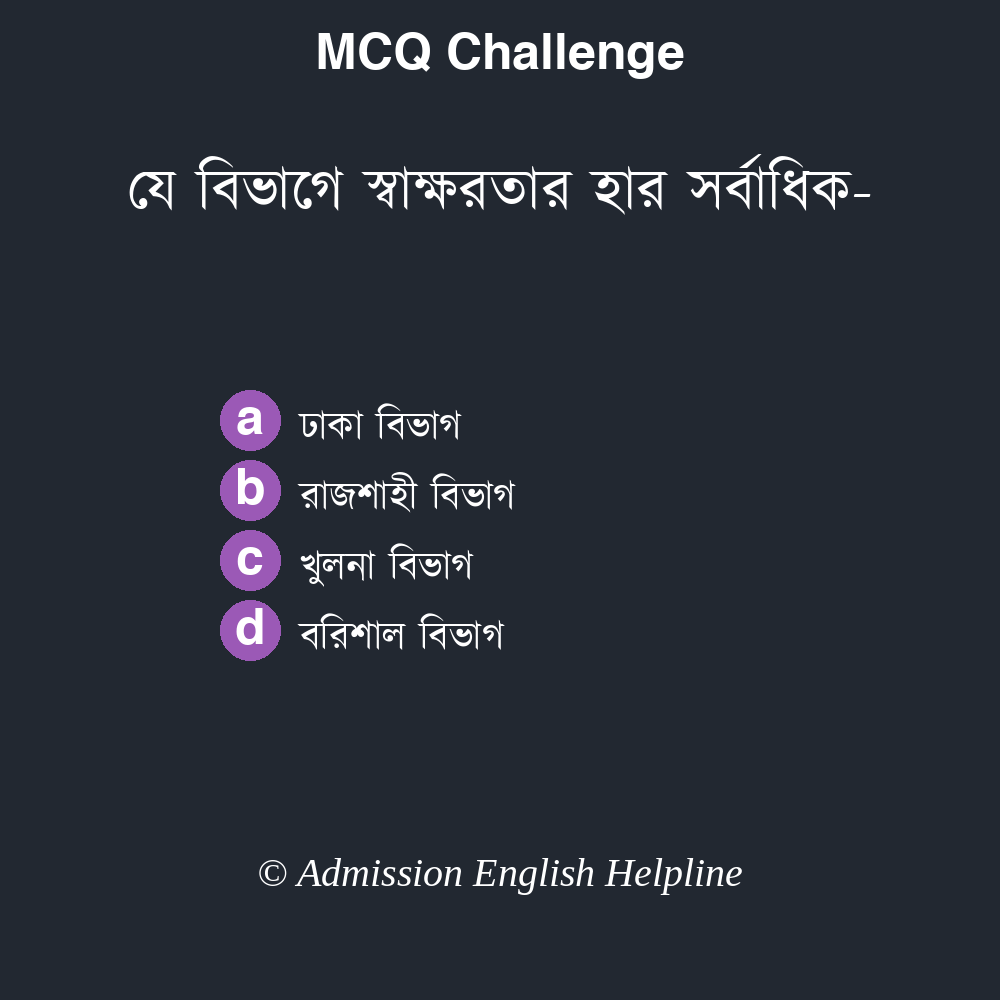 MCQ Challenge
যে বিভাগে স্বাক্ষরতার হার সর্বাধিক-
a ঢাকা বিভাগ
b রাজশাহী বিভাগ
c খুলনা বিভাগ
d বরিশাল বিভাগ
© Admission English Helpline